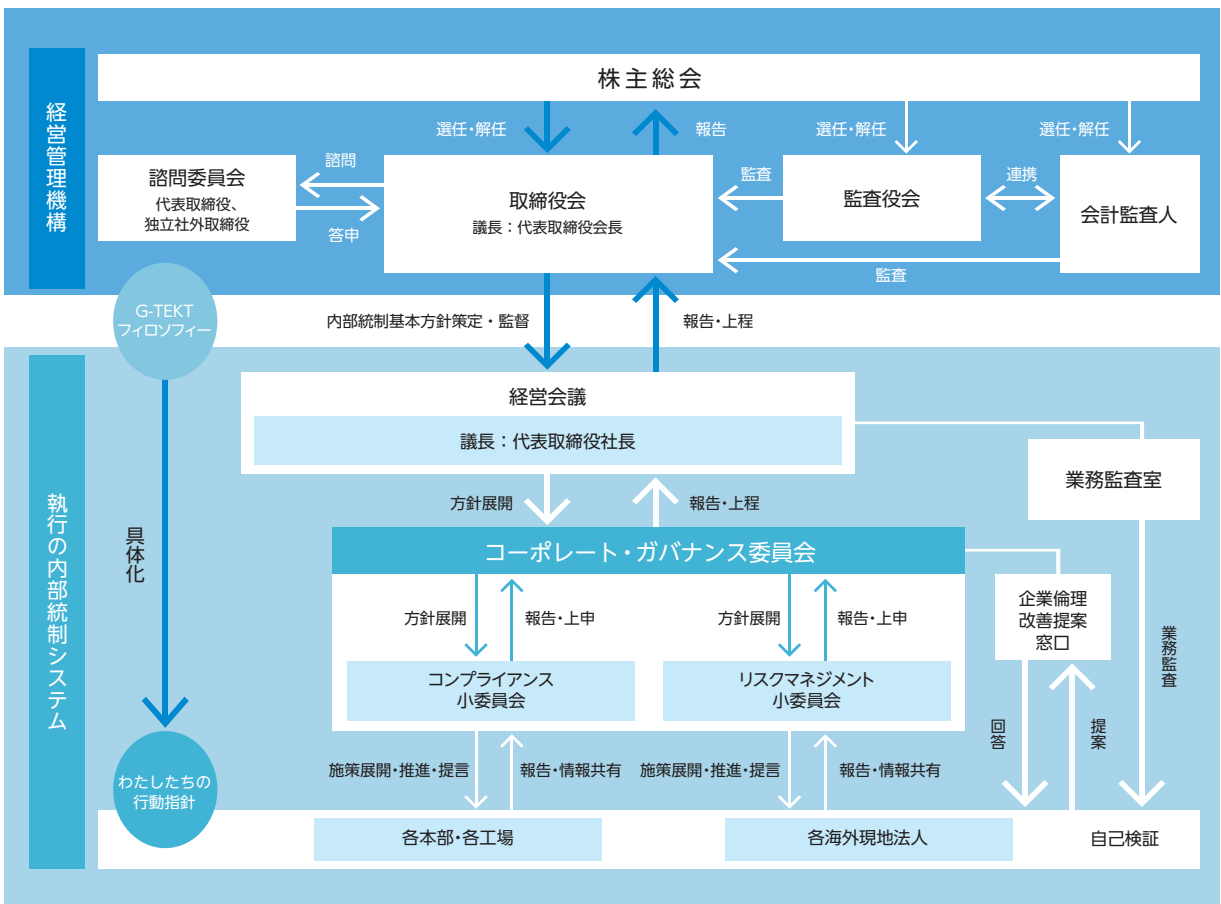 経営管理機構
株主総会
選任・解任
報告
選任・解任
選任・解任
諮問委員会
代表取締役、
独立社外取締役
諮問
答申
取締役会
議長：代表取締役会長
監査
監査役会
連携
会計監査人
監査
G-TEKT
フィロソフィー
内部統制基本方針策定・監督
報告・上程
執行の内部統制システム
経営会議
議長：代表取締役社長
業務監査室
方針展開
報告・上程
具体化
コーポレート・ガバナンス委員会
方針展開
報告・上申
方針展開
報告・上申
企業倫理
改善提案
窓口
コンプライアンス
小委員会
リスクマネジメント
小委員会
業務監査
回答
提案
施策展開・推進・提言
報告・情報共有
施策展開・推進・提言
報告・情報共有
わたしたちの
行動指針
各本部・各工場
各海外現地法人
自己検証